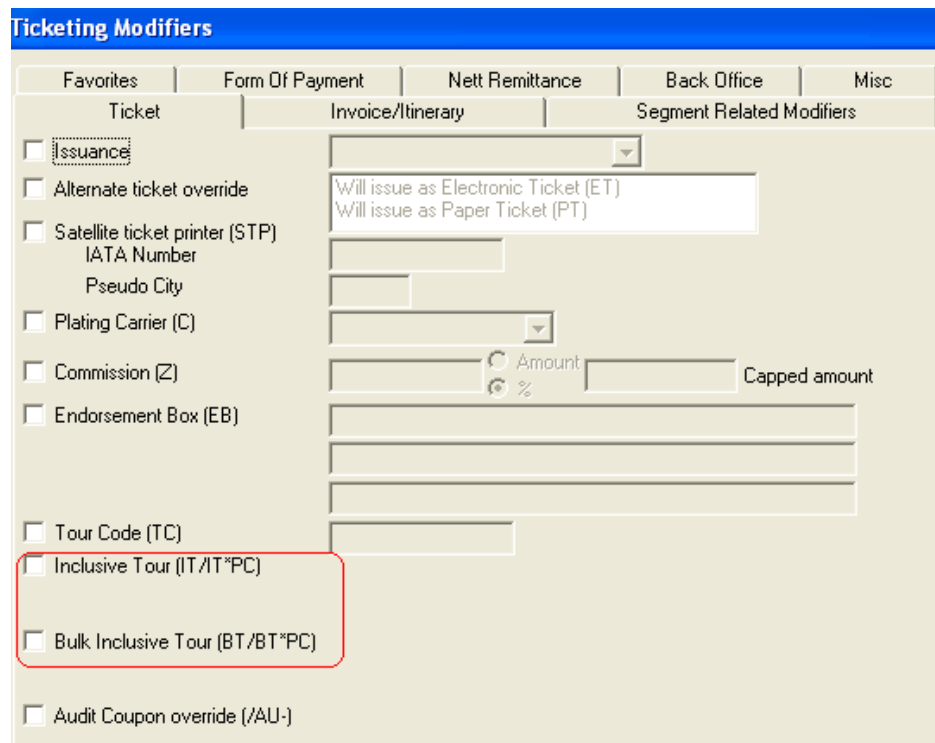 Ticketing Modifiers
Favorites Form Of Payment Nett Remittance Back Office Misc
Ticket Invoice/Itinerary Segment Related Modifiers
Issuance
Alternate ticket override Will issue as Electronic Ticket (ET)
Will issue as Paper Ticket (PT)
Satellite ticket printer (STP)
IATA Number
Pseudo City
Plating Carrier (C)
Commission (Z) Amount
% Capped amount
Endorsement Box (EB)
Tour Code (TC)
Inclusive Tour (IT/IT*PC)
Bulk Inclusive Tour (BT/BT*PC)
Audit Coupon override (/AU-)